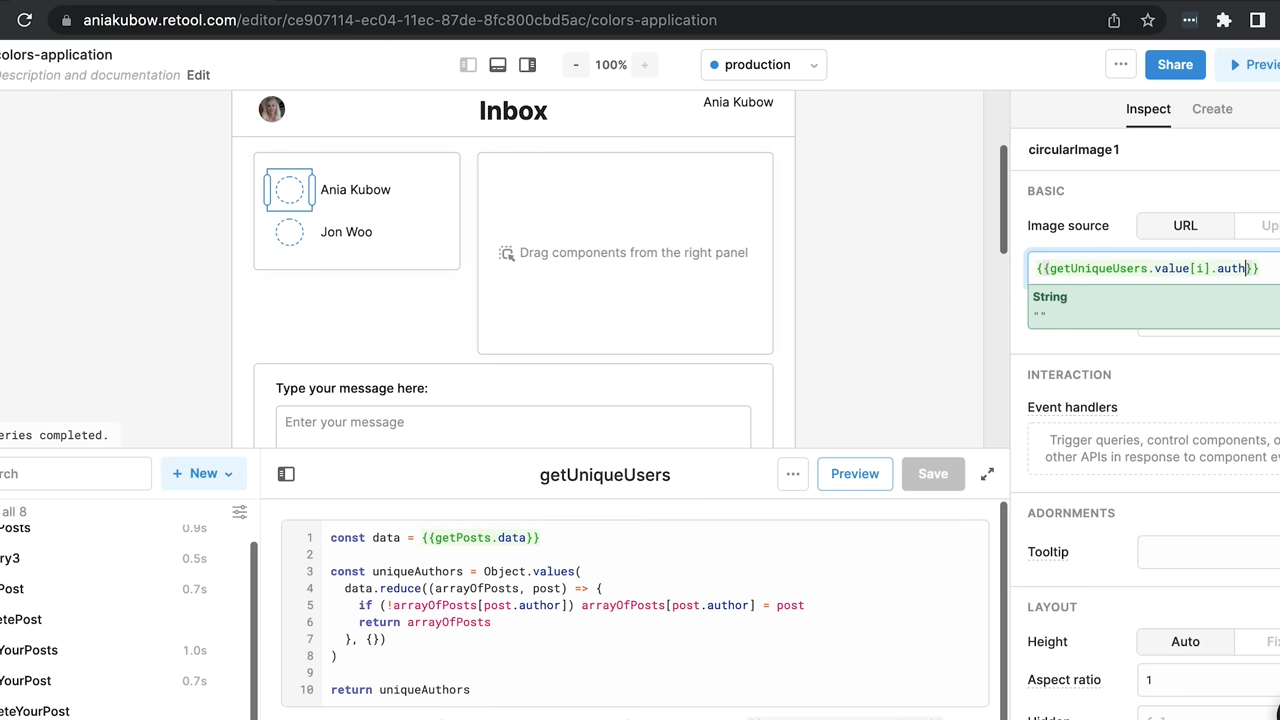 aniakubow.retool.com/editor/ce907114-ec04-11ec-87de-8fc800cbd5ac/colors-application
colors-application
Description and documentation Edit
- 100% +
production
...
Share
Previe
Inbox
Ania Kubow
Ania Kubow
Jon Woo
Drag components from the right panel
Type your message here:
Enter your message
Inspect Create
circularImage1
BASIC
Image source URL Up
{{getUniqueUsers.value[i].auth}}
String
""
INTERACTION
Event handlers
Trigger queries, control components, o
other APIs in response to component ev
ADORNMENTS
Tooltip
LAYOUT
Height Auto Fi
Aspect ratio 1
eries completed.
rch
+ New
all 8
Posts 0.9s
ry3 0.5s
Post 0.7s
etePost
YourPosts 1.0s
YourPost 0.7s
eteYourPost
getUniqueUsers
...
Preview
Save
1 const data = {{getPosts.data}}
2
3 const uniqueAuthors = Object.values(
4 data.reduce((arrayOfPosts, post) => {
5 if (!arrayOfPosts[post.author]) arrayOfPosts[post.author] = post
6 return arrayOfPosts
7 }, {})
8 )
9
10 return uniqueAuthors